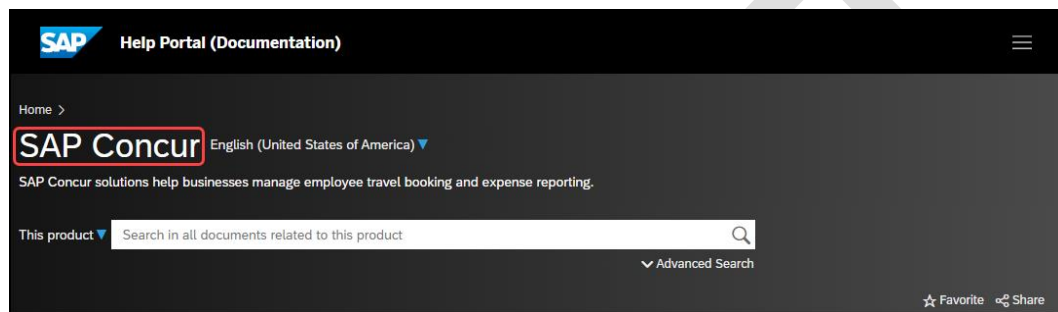 SAP Help Portal (Documentation)
Home >
SAP Concur English (United States of America)
SAP Concur solutions help businesses manage employee travel booking and expense reporting.
This product Search in all documents related to this product
Advanced Search
Favorite Share